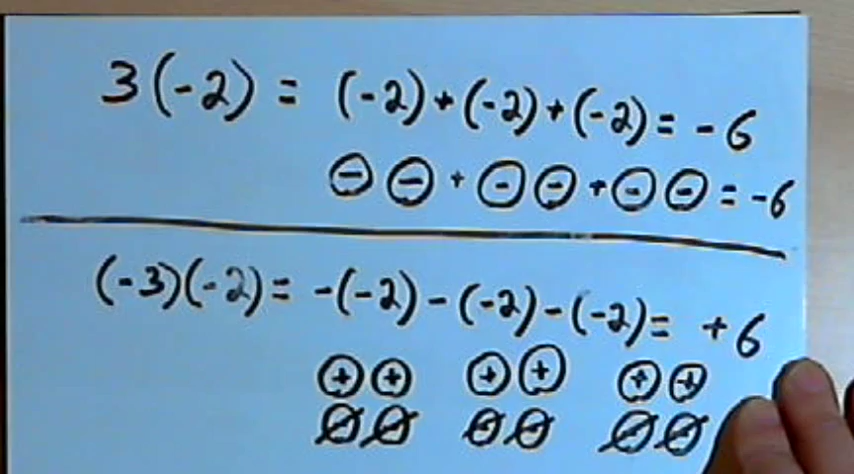 3(-2) = (-2)+(-2)+(-2)= -6
⊖ ⊖ + ⊖ ⊖ + ⊖ ⊖ = -6
(-3)(-2)= -(-2)-(-2)-(-2)= +6
⊕ ⊕ ⊕ ⊕ ⊕ ⊕
⊖ ⊖ ⊖ ⊖ ⊖ ⊖